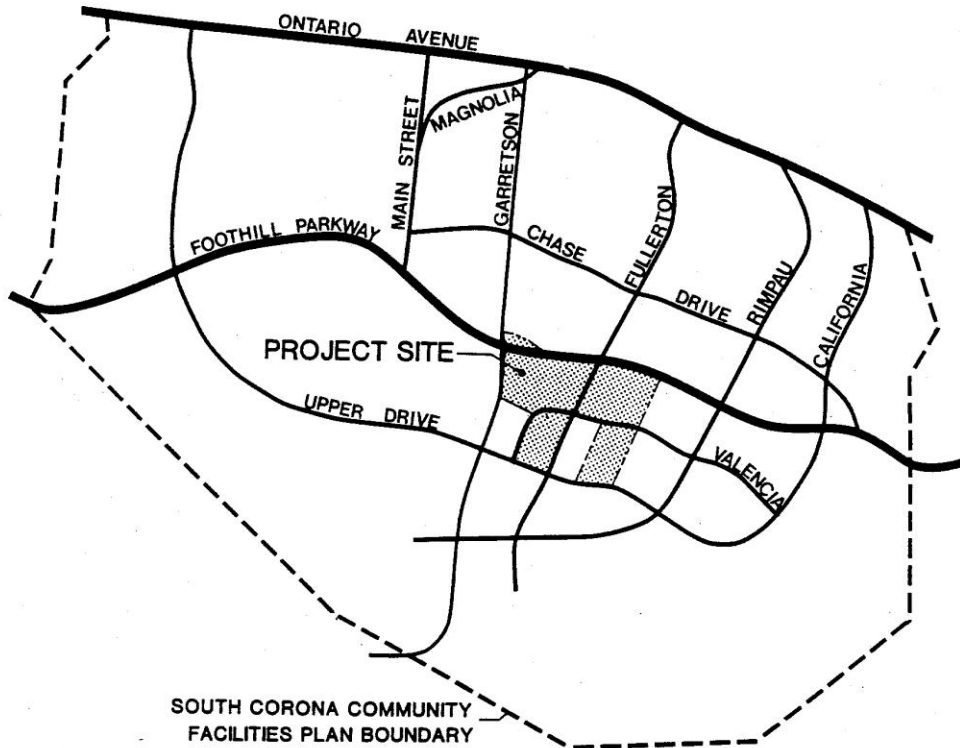 ONTARIO AVENUE
MAGNOLIA
MAIN STREET
GARRETSON
FOOTHILL PARKWAY
CHASE DRIVE
FULLERTON
RIMPAU
CALIFORNIA
PROJECT SITE
UPPER DRIVE
VALENCIA
SOUTH CORONA COMMUNITY
FACILITIES PLAN BOUNDARY